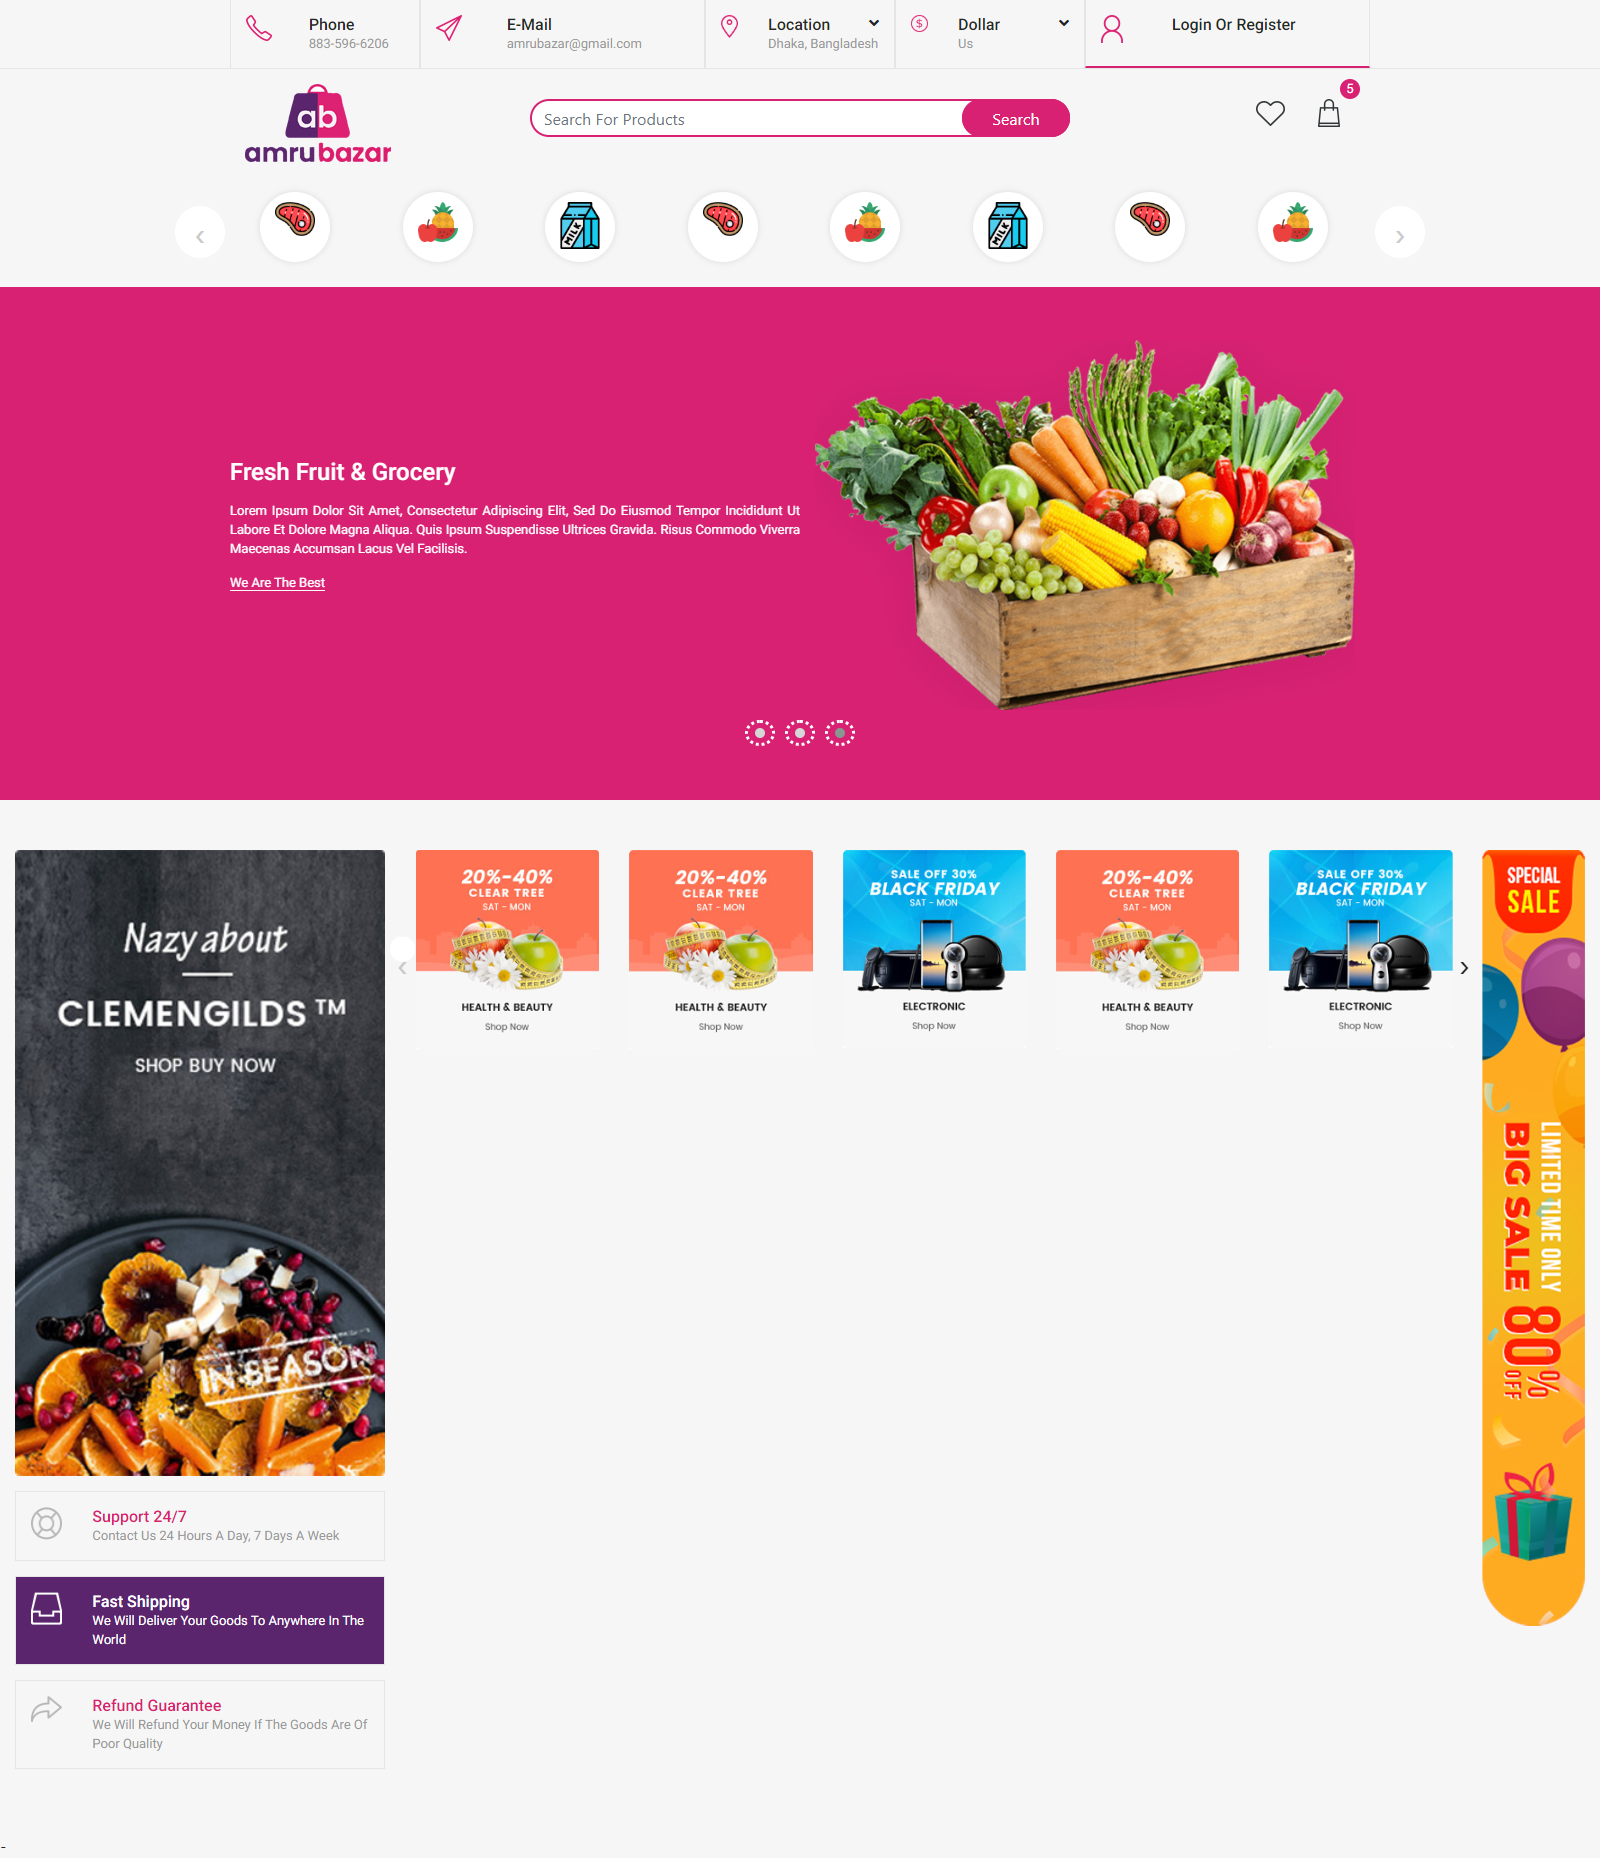 Phone
883-596-6206
E-Mail
amrubazar@gmail.com
Location
Dhaka, Bangladesh
Dollar
Us
Login Or Register
ab
amrubazar
Search For Products
Search
5
MILK
MILK
Fresh Fruit & Grocery
Lorem Ipsum Dolor Sit Amet, Consectetur Adipiscing Elit, Sed Do Eiusmod Tempor Incididunt Ut
Labore Et Dolore Magna Aliqua. Quis Ipsum Suspendisse Ultrices Gravida. Risus Commodo Viverra
Maecenas Accumsan Lacus Vel Facilisis.
We Are The Best
Nazy about
CLEMENGILDS ™
SHOP BUY NOW
IN SEASON
20%-40%
CLEAR TREE
SAT - MON
HEALTH & BEAUTY
Shop Now
20%-40%
CLEAR TREE
SAT - MON
HEALTH & BEAUTY
Shop Now
SALE OFF 30%
BLACK FRIDAY
SAT - MON
ELECTRONIC
Shop Now
20%-40%
CLEAR TREE
SAT - MON
HEALTH & BEAUTY
Shop Now
SALE OFF 30%
BLACK FRIDAY
SAT - MON
ELECTRONIC
Shop Now
SPECIAL
SALE
LIMITED TIME ONLY
BIG SALE
80% OFF
Support 24/7
Contact Us 24 Hours A Day, 7 Days A Week
Fast Shipping
We Will Deliver Your Goods To Anywhere In The
World
Refund Guarantee
We Will Refund Your Money If The Goods Are Of
Poor Quality
-